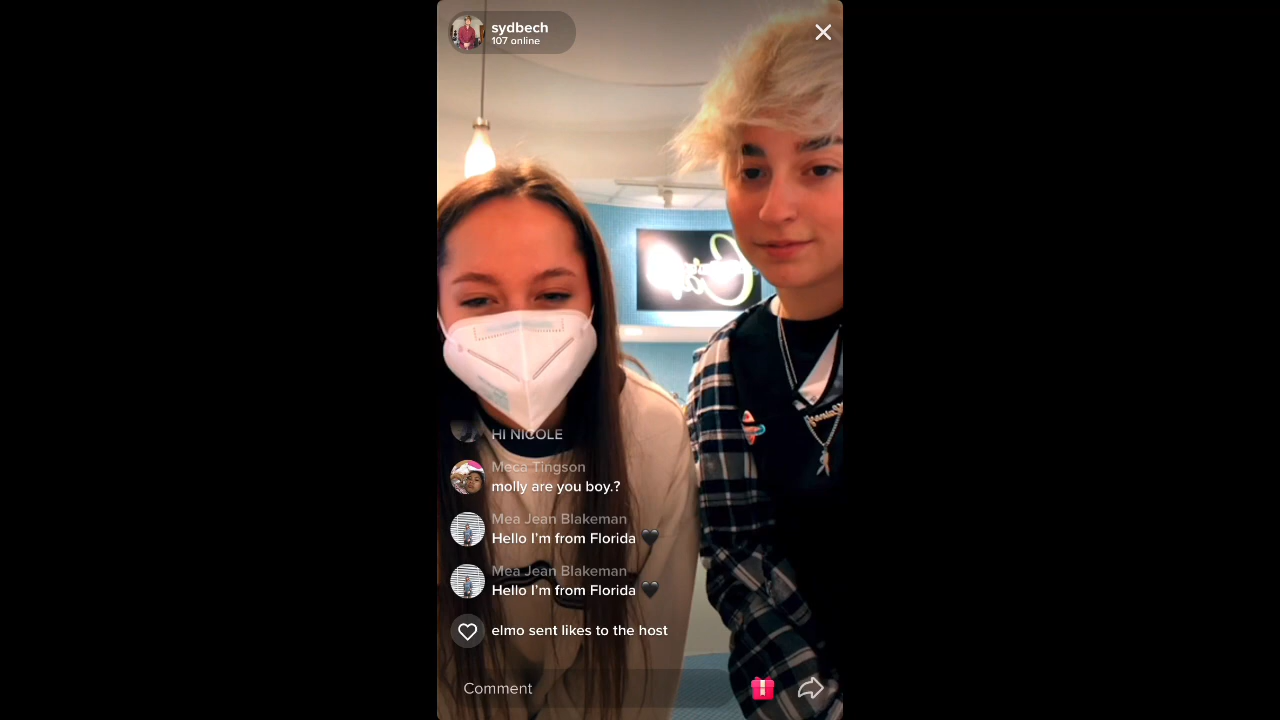 sydbech
107 online
HI NICOLE
Meca Tingson
molly are you boy.?
Mea Jean Blakeman
Hello I'm from Florida 🖤
Mea Jean Blakeman
Hello I'm from Florida 🖤
elmo sent likes to the host
Comment